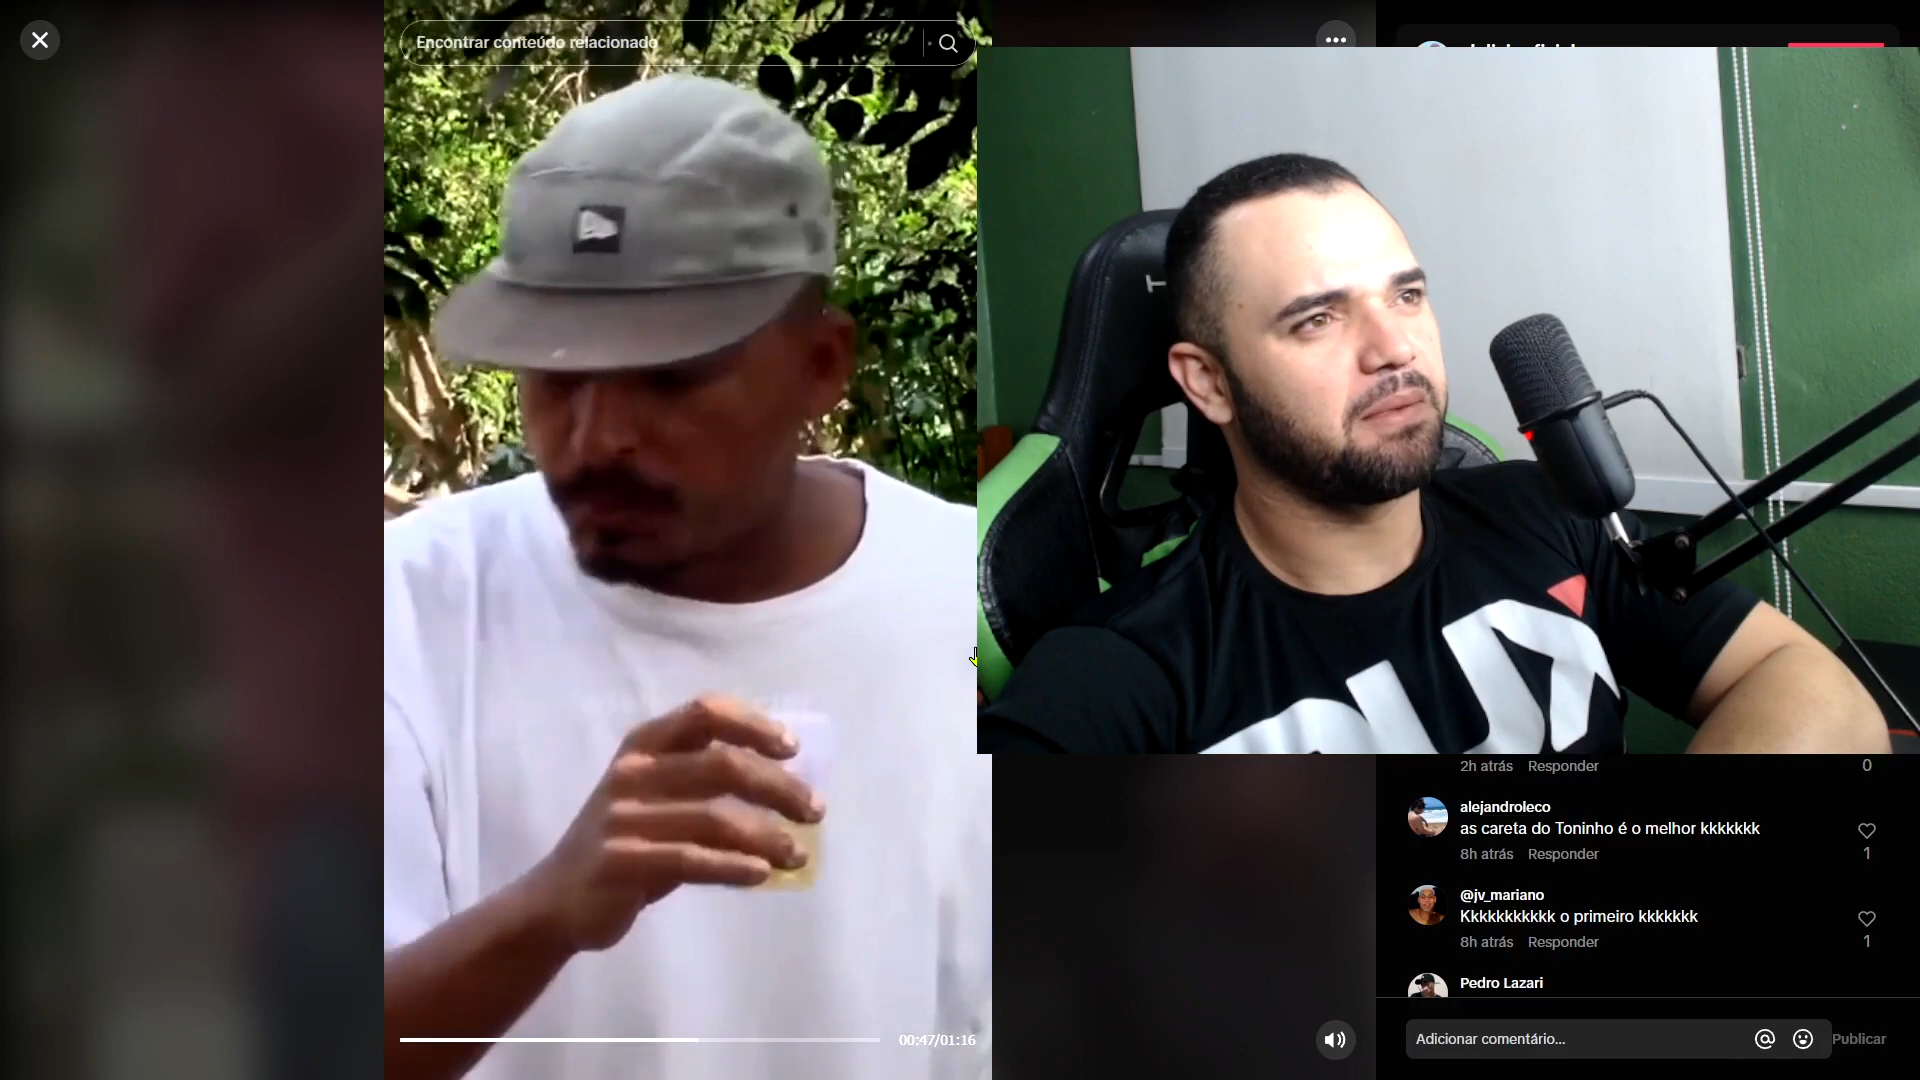 Encontrar conteúdo relacionado
00:47/01:16
2h atrás Responder
0
alejandroleco
as careta do Toninho é o melhor kkkkkkk
8h atrás Responder
1
@jv_mariano
Kkkkkkkkkkk o primeiro kkkkkkk
8h atrás Responder
1
Pedro Lazari
Adicionar comentário...
Publicar